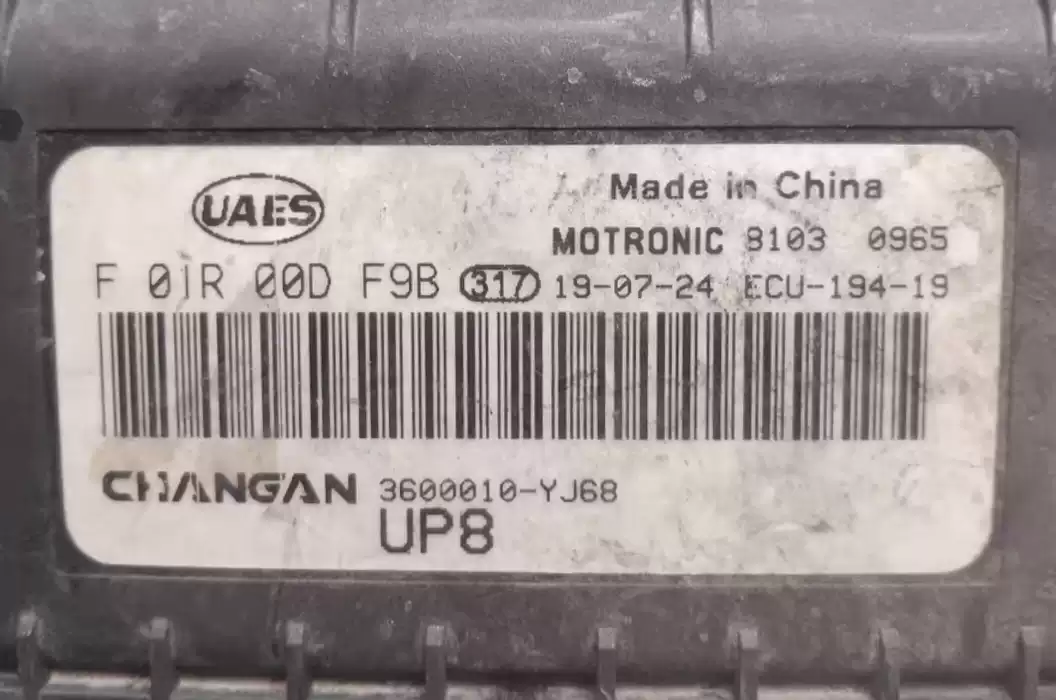 UAES
Made in China
MOTRONIC 8103 0965
F 01R 00D F9B 317 19-07-24 ECU-194-19
CHANGAN 3600010-YJ68
UP8